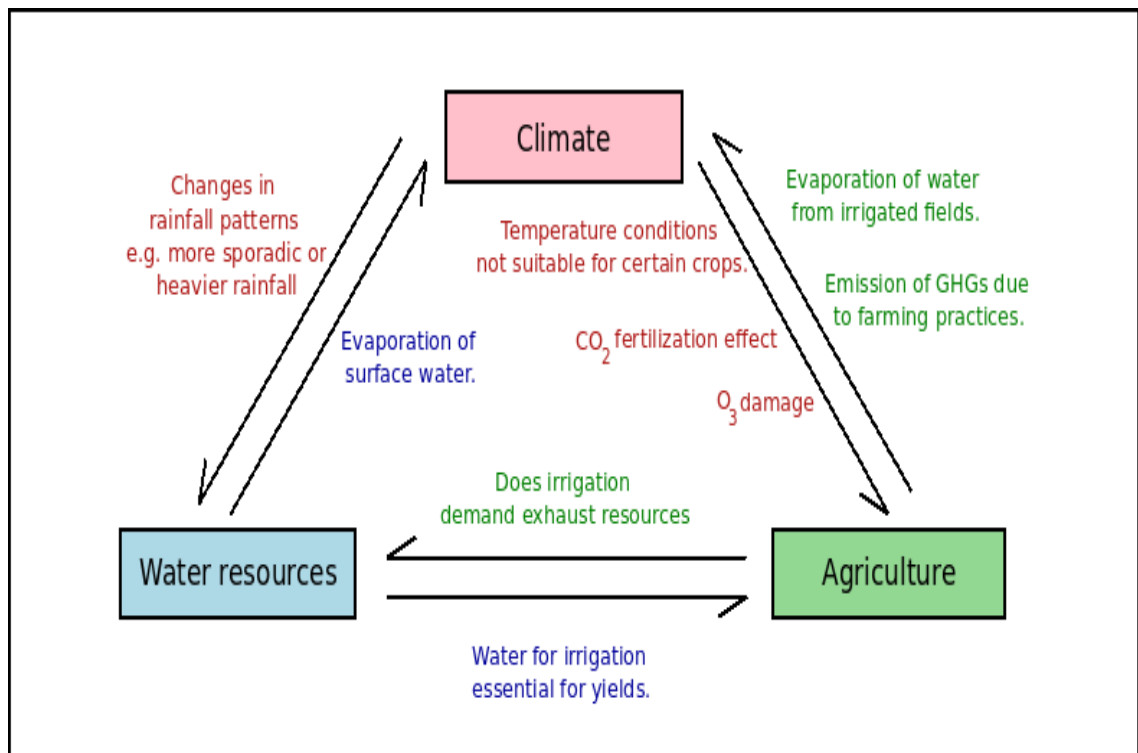 Climate
Changes in
rainfall patterns
e.g. more sporadic or
heavier rainfall
Evaporation of water
from irrigated fields.
Temperature conditions
not suitable for certain crops.
Emission of GHGs due
to farming practices.
Evaporation of
surface water.
CO₂ fertilization effect
O₃ damage
Does irrigation
demand exhaust resources
Water resources
Agriculture
Water for irrigation
essential for yields.